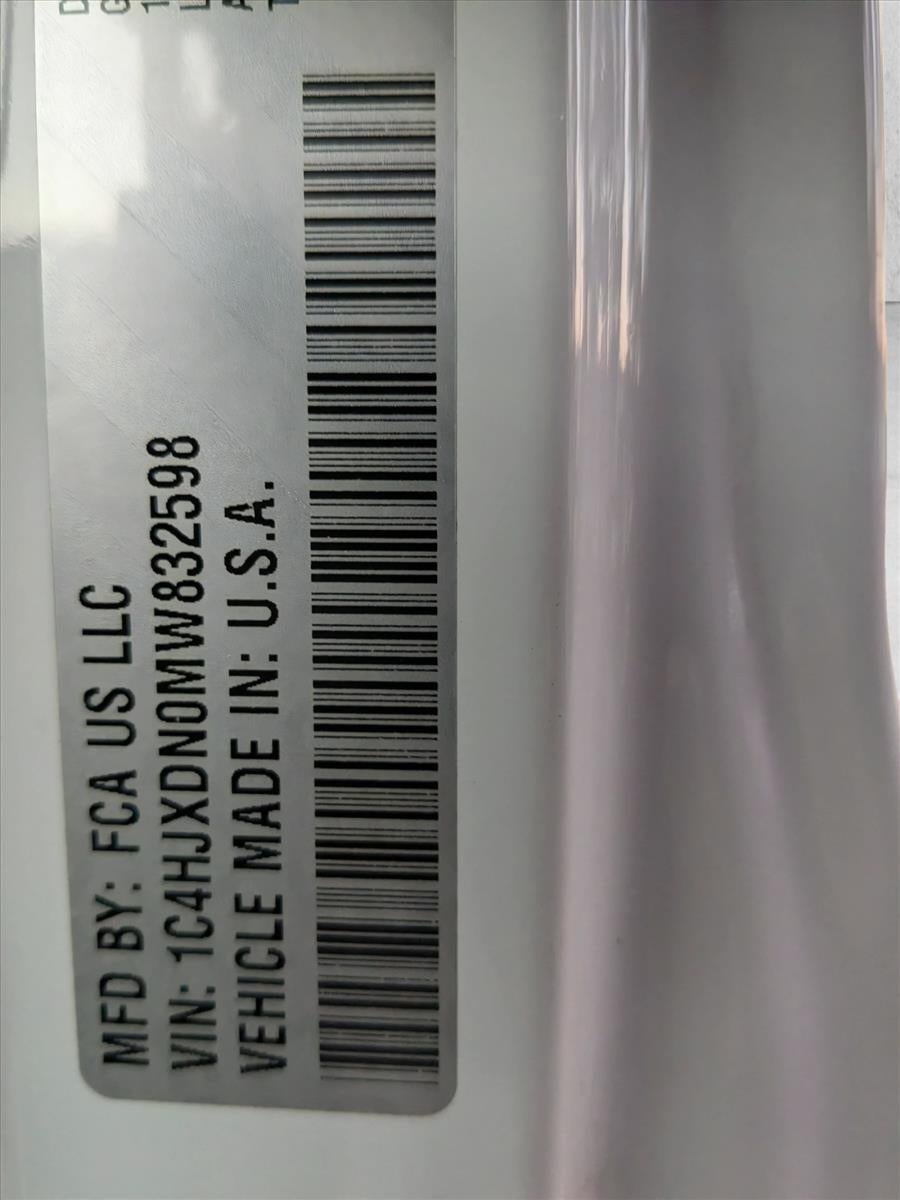 MFD BY: FCA US LLC
VIN: 1C4HJXDN0MW832598
VEHICLE MADE IN: U.S.A.